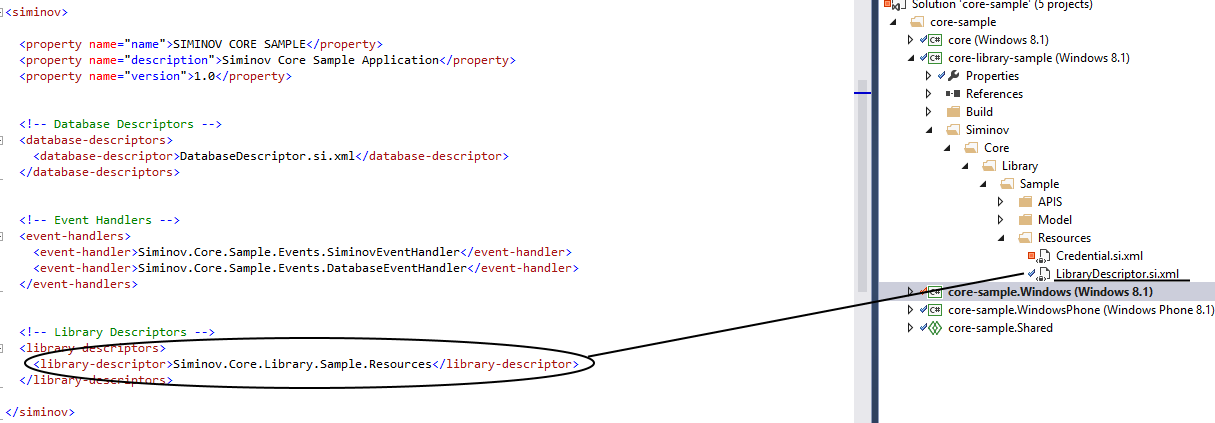 <siminov>
<property name="name">SIMINOV CORE SAMPLE</property>
<property name="description">Siminov Core Sample Application</property>
<property name="version">1.0</property>
<!-- Database Descriptors -->
<database-descriptors>
<database-descriptor>DatabaseDescriptor.si.xml</database-descriptor>
</database-descriptors>
<!-- Event Handlers -->
<event-handlers>
<event-handler>Siminov.Core.Sample.Events.SiminovEventHandler</event-handler>
<event-handler>Siminov.Core.Sample.Events.DatabaseEventHandler</event-handler>
</event-handlers>
<!-- Library Descriptors -->
<library-descriptors>
<library-descriptor>Siminov.Core.Library.Sample.Resources</library-descriptor>
</library-descriptors>
</siminov>
Solution 'core-sample' (5 projects)
core-sample
C# core (Windows 8.1)
core-library-sample (Windows 8.1)
Properties
References
Build
Siminov
Core
Library
Sample
APIS
Model
Resources
Credential.si.xml
LibraryDescriptor.si.xml
C# core-sample.Windows (Windows 8.1)
C# core-sample.WindowsPhone (Windows Phone 8.1)
core-sample.Shared